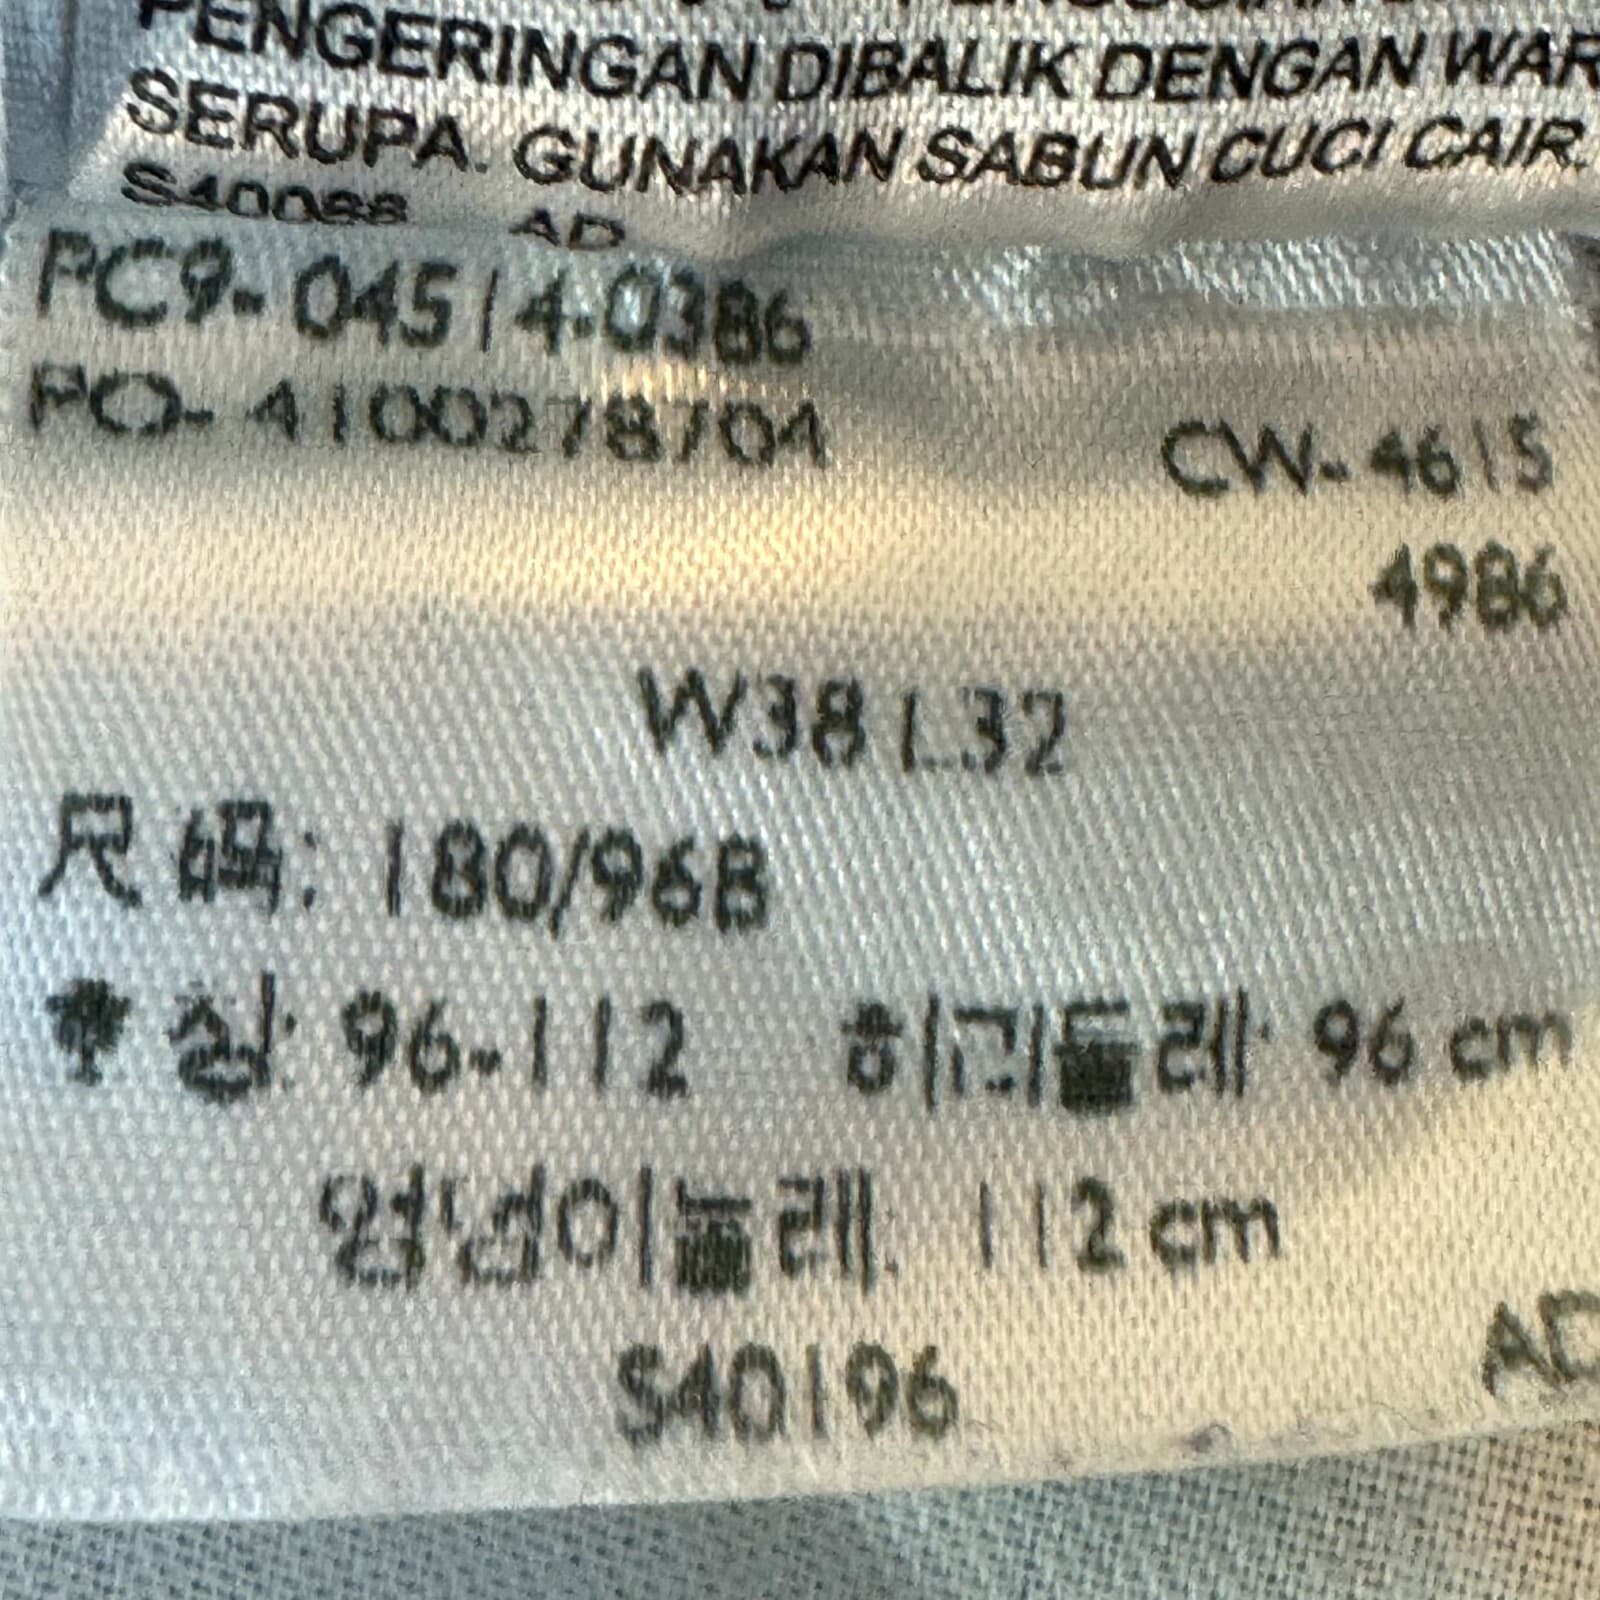 PENGERINGAN DIBALIK DENGAN WAR
SERUPA. GUNAKAN SABUN CUCI CAIR.
S40088 AD
PC9-04514-0386
PO-4100278704
CW-4615
4986
W38 L32
尺码: 180/96B
호칭: 96-112 허리둘레: 96 cm
엉덩이둘레: 112 cm
S40196